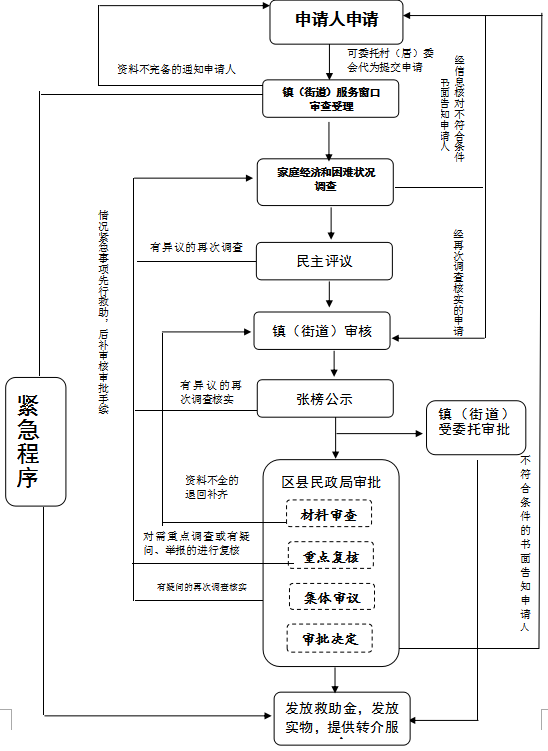 申请人申请
可委托村（居）委
会代为提交申请
资料不完备的通知申请人
镇（街道）服务窗口
审查受理
经信息核对不符合条件
书面告知申请人
家庭经济和困难状况
调查
情况紧急事项先行救助，后补审核审批手续
有异议的再次调查
民主评议
经再次调查核实的申请
镇（街道）审核
紧急程序
有异议的再
次调查核实
张榜公示
镇（街道）
受委托审批
区县民政局审批
资料不全的
退回补齐
材料审查
对需重点调查或有疑
问、举报的进行复核
重点复核
有疑问的再次调查核实
集体审议
审批决定
不符合条件的书面告知申请人
发放救助金，发放
实物，提供转介服